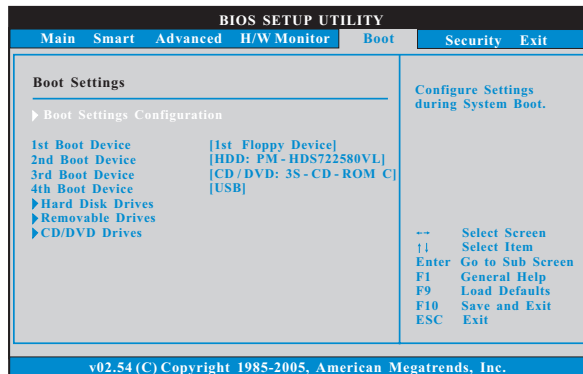 BIOS SETUP UTILITY
Main Smart Advanced H/W Monitor Boot Security Exit
Boot Settings
Boot Settings Configuration
1st Boot Device [1st Floppy Device]
2nd Boot Device [HDD: PM-HDS722580VL]
3rd Boot Device [CD/DVD: 3S-CD-ROM C]
4th Boot Device [USB]
Hard Disk Drives
Removable Drives
CD/DVD Drives
Configure Settings
during System Boot.
←→ Select Screen
↑↓ Select Item
Enter Go to Sub Screen
F1 General Help
F9 Load Defaults
F10 Save and Exit
ESC Exit
v02.54 (C) Copyright 1985-2005, American Megatrends, Inc.